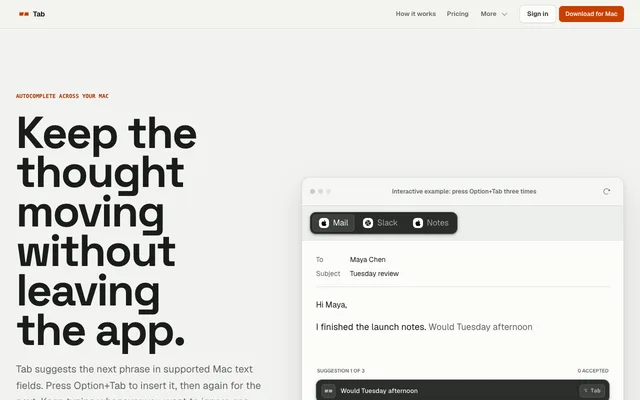 Tab
How it works
Pricing
More
Sign in
Download for Mac
AUTOCOMPLETE ACROSS YOUR MAC
Keep the
thought
moving
without
leaving
the app.
Tab suggests the next phrase in supported Mac text
fields. Press Option+Tab to insert it, then again for the
Interactive example: press Option+Tab three times
Mail
Slack
Notes
To Maya Chen
Subject Tuesday review
Hi Maya,
I finished the launch notes. Would Tuesday afternoon
SUGGESTION 1 OF 3
0 ACCEPTED
Would Tuesday afternoon
⌥ Tab